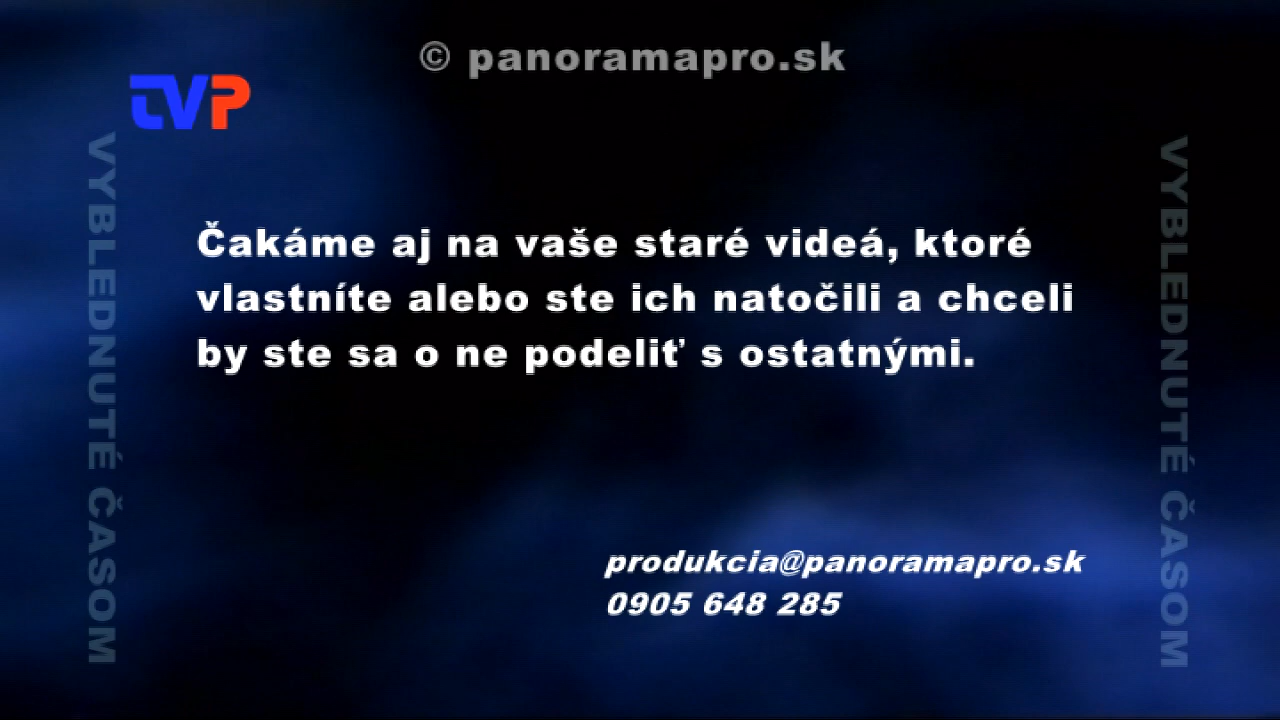 © panoramapro.sk
TVP
VYBLEDNUTÉ ČASOM
Čakáme aj na vaše staré videá, ktoré
vlastníte alebo ste ich natočili a chceli
by ste sa o ne podeliť s ostatnými.
VYBLEDNUTÉ ČASOM
produkcia@panoramapro.sk
0905 648 285